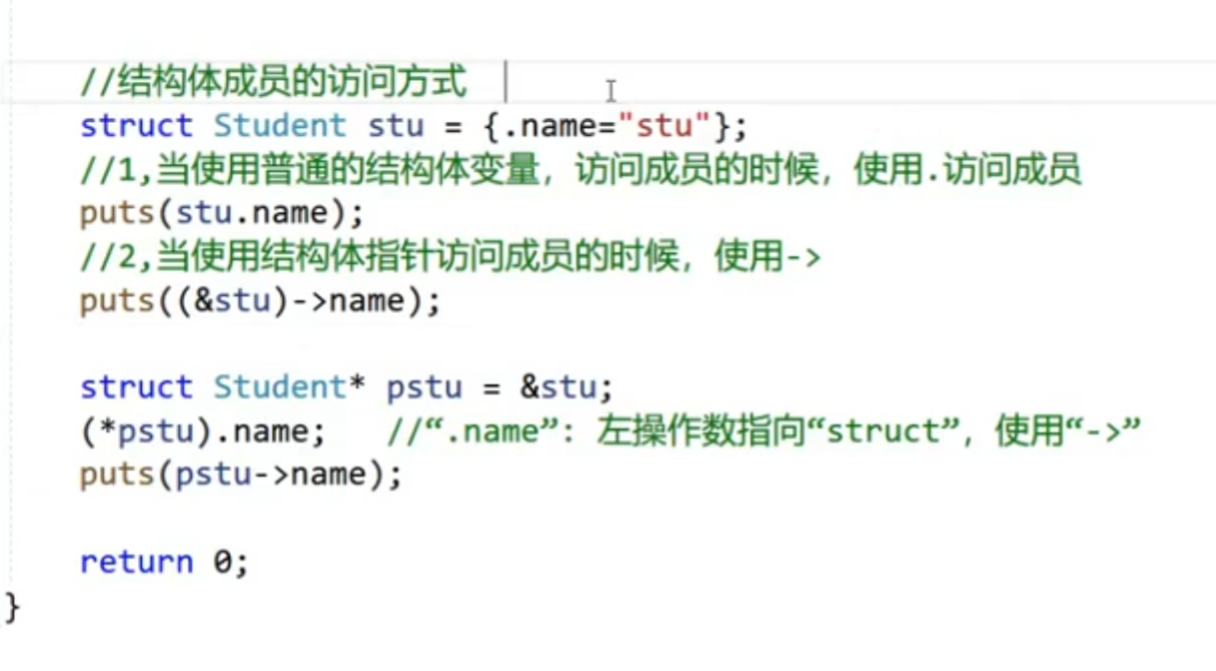 //结构体成员的访问方式
struct Student stu = {.name="stu"};
//1,当使用普通的结构体变量，访问成员的时候，使用.访问成员
puts(stu.name);
//2,当使用结构体指针访问成员的时候，使用->
puts((&stu)->name);
struct Student* pstu = &stu;
(*pstu).name;   //“.name”：左操作数指向“struct”，使用“->”
puts(pstu->name);
return 0;
}